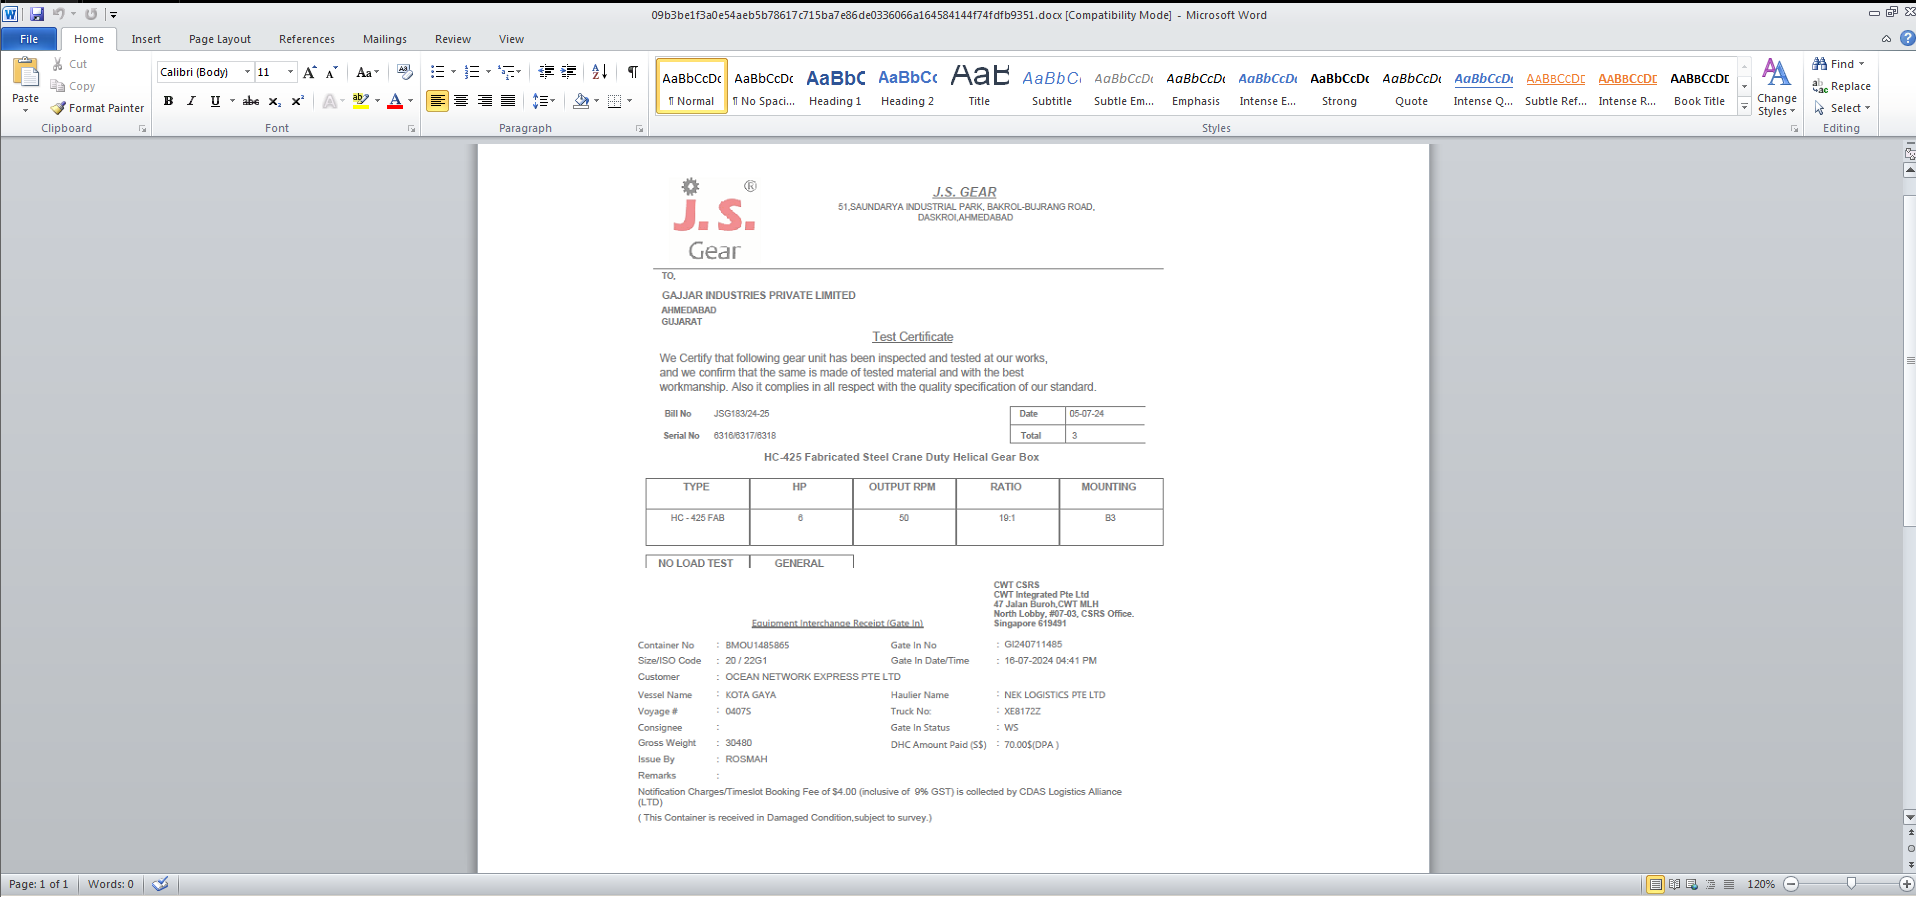 09b3be1f3a0e54aeb5b78617c715ba7e86de0336066a164584144f74fdfb9351.docx [Compatibility Mode] - Microsoft Word
File Home Insert Page Layout References Mailings Review View
Paste
Cut
Copy
Format Painter
Clipboard
Calibri (Body) 11
Font
Paragraph
AaBbCcDc AaBbCcDc AaBbC AaBbCc AaB AaBbC AaBbCcDc AaBbCcDc AaBbCcDc AaBbCcDc AaBbCcDc AaBbCcDc AaBbCcDc AaBbCcDc AaBbCcDc
¶ Normal ¶ No Spaci... Heading 1 Heading 2 Title Subtitle Subtle Em... Emphasis Intense E... Strong Quote Intense Q... Subtle Ref... Intense R... Book Title
Styles
Change
Styles
Find
Replace
Select
Editing
J.S. ®
Gear
J.S. GEAR
51,SAUNDARYA INDUSTRIAL PARK, BAKROL-BUJRANG ROAD,
DASKROI,AHMEDABAD
TO,
GAJJAR INDUSTRIES PRIVATE LIMITED
AHMEDABAD
GUJARAT
Test Certificate
We Certify that following gear unit has been inspected and tested at our works,
and we confirm that the same is made of tested material and with the best
workmanship. Also it complies in all respect with the quality specification of our standard.
Bill No JSG183/24-25 Date 05-07-24
Serial No 6316/6317/6318 Total 3
HC-425 Fabricated Steel Crane Duty Helical Gear Box
TYPE HP OUTPUT RPM RATIO MOUNTING
HC - 425 FAB 6 50 19:1 B3
NO LOAD TEST GENERAL
CWT CSRS
CWT Integrated Pte Ltd
47 Jalan Buroh,CWT MLH
North Lobby, #07-03, CSRS Office.
Singapore 619491
Equipment Interchange Receipt (Gate In)
Container No : BMOU1485865 Gate In No : GI240711485
Size/ISO Code : 20 / 22G1 Gate In Date/Time : 16-07-2024 04:41 PM
Customer : OCEAN NETWORK EXPRESS PTE LTD
Vessel Name : KOTA GAYA Haulier Name : NEK LOGISTICS PTE LTD
Voyage # : 0407S Truck No: : XE8172Z
Consignee : Gate In Status : WS
Gross Weight : 30480 DHC Amount Paid (S$) : 70.00$(DPA )
Issue By : ROSMAH
Remarks :
Notification Charges/Timeslot Booking Fee of $4.00 (inclusive of 9% GST) is collected by CDAS Logistics Alliance
(LTD)
( This Container is received in Damaged Condition,subject to survey.)
Page: 1 of 1 Words: 0 120%